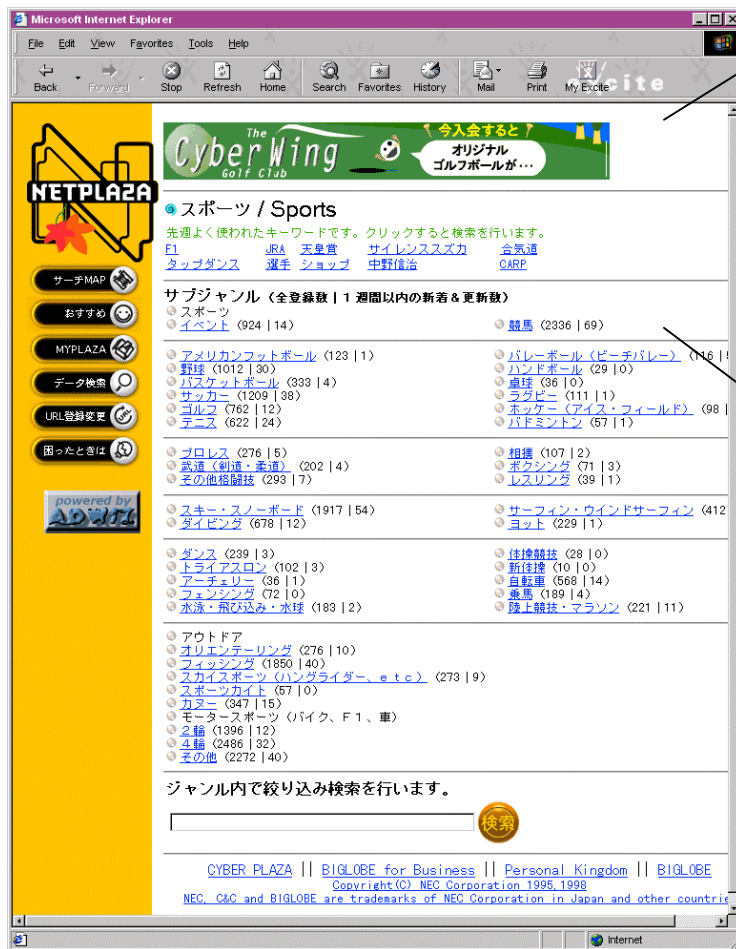 Microsoft Internet Explorer
File Edit View Favorites Tools Help
Back Forward Stop Refresh Home Search Favorites History Mail Print My Excite
excite
The
Cyber Wing
Golf Club
今入会すると
オリジナル
ゴルフボールが…
NETPLAZA
サーチMAP
おすすめ
MYPLAZA
データ検索
URL登録変更
困ったときは
powered by
スポーツ / Sports
先週よく使われたキーワードです。クリックすると検索を行います。
F1 JRA 天皇賞 サイレンススズカ 合気道
タップダンス 選手 ショップ 中野信治 CARP
サブジャンル (全登録数 | 1 週間以内の新着&更新数)
スポーツ
イベント (924 | 14) 競馬 (2336 | 69)
アメリカンフットボール (123 | 1) バレーボール (ビーチバレー) (116 | 5
野球 (1012 | 30) ハンドボール (29 | 0)
バスケットボール (333 | 4) 卓球 (36 | 0)
サッカー (1209 | 38) ラグビー (111 | 1)
ゴルフ (762 | 12) ホッケー (アイス・フィールド) (98 |
テニス (622 | 24) バドミントン (57 | 1)
プロレス (276 | 5) 相撲 (107 | 2)
武道 (剣道・柔道) (202 | 4) ボクシング (71 | 3)
その他格闘技 (293 | 7) レスリング (39 | 1)
スキー・スノーボード (1917 | 54) サーフィン・ウインドサーフィン (412
ダイビング (678 | 12) ヨット (229 | 1)
ダンス (239 | 3) 体操競技 (28 | 0)
トライアスロン (102 | 3) 新体操 (10 | 0)
アーチェリー (36 | 1) 自転車 (568 | 14)
フェンシング (72 | 0) 乗馬 (189 | 4)
水泳・飛び込み・水球 (183 | 2) 陸上競技・マラソン (221 | 11)
アウトドア
オリエンテーリング (276 | 10)
フィッシング (1850 | 40)
スカイスポーツ (ハングライダー、etc) (273 | 9)
スポーツカイト (57 | 0)
カヌー (347 | 15)
モータースポーツ (バイク、F1、車)
2輪 (1396 | 12)
4輪 (2486 | 32)
その他 (2272 | 40)
ジャンル内で絞り込み検索を行います。
検索
CYBER PLAZA || BIGLOBE for Business || Personal Kingdom || BIGLOBE
Copyright(C) NEC Corporation 1995, 1998
NEC, C&C and BIGLOBE are trademarks of NEC Corporation in Japan and other countrie
Internet